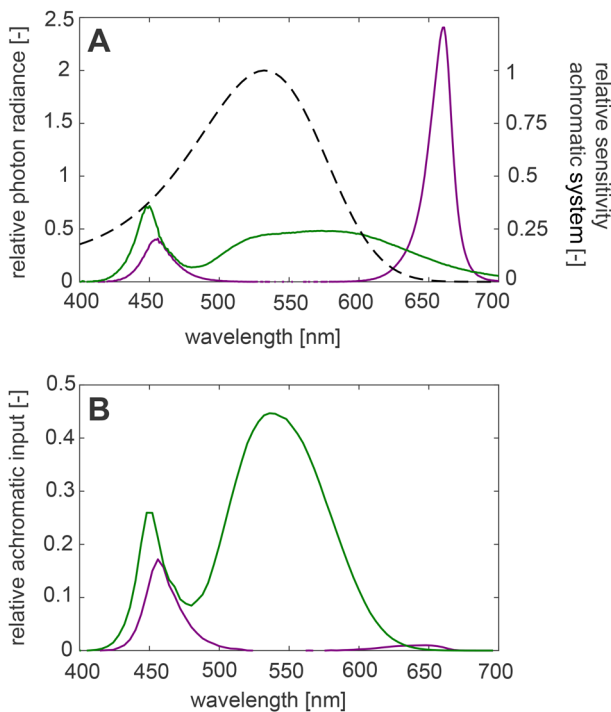 A
relative photon radiance [-]
2.5
2
1.5
1
0.5
0
400 450 500 550 600 650 700
wavelength [nm]
1
0.75
0.5
0.25
0
relative sensitivity
achromatic system [-]
B
relative achromatic input [-]
0.5
0.4
0.3
0.2
0.1
0
400 450 500 550 600 650 700
wavelength [nm]